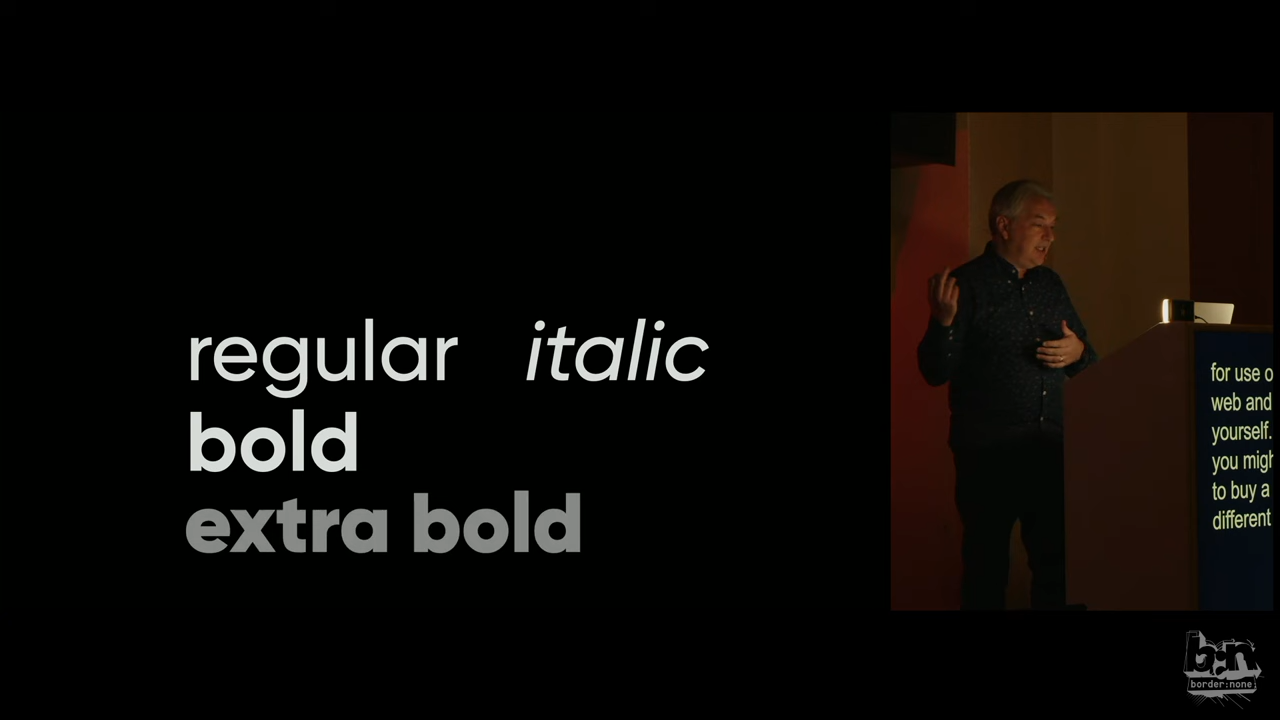 regular italic
bold
extra bold
for use o
web and
yourself.
you migh
to buy a
different
b:n
border:none